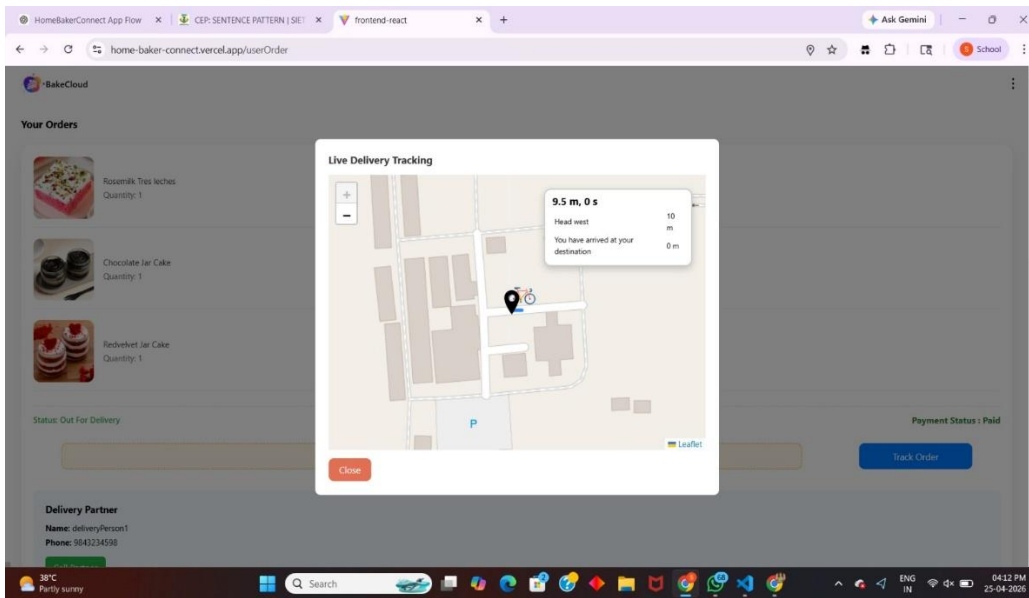 HomeBakerConnect App Flow
CEP: SENTENCE PATTERN | SIET
frontend-react
Ask Gemini
home-baker-connect.vercel.app/userOrder
School
BakeCloud
Your Orders
Rosemilk Tres leches
Quantity: 1
Chocolate Jar Cake
Quantity: 1
Redvelvet Jar Cake
Quantity: 1
Status: Out For Delivery
Payment Status : Paid
Track Order
Delivery Partner
Name: deliveryPerson1
Phone: 9843234598
Call Partner
Live Delivery Tracking
+
−
9.5 m, 0 s
Head west 10 m
You have arrived at your destination 0 m
P
Leaflet
Close
38°C
Partly sunny
Search
ENG
IN
04:12 PM
25-04-2026